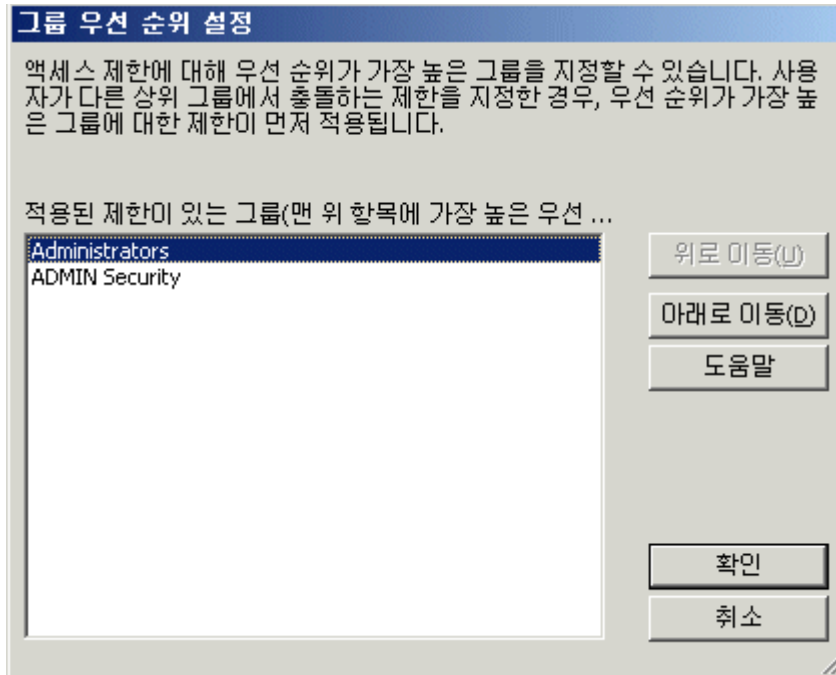 그룹 우선 순위 설정
액세스 제한에 대해 우선 순위가 가장 높은 그룹을 지정할 수 있습니다. 사용
자가 다른 상위 그룹에서 충돌하는 제한을 지정한 경우, 우선 순위가 가장 높
은 그룹에 대한 제한이 먼저 적용됩니다.
적용된 제한이 있는 그룹(맨 위 항목에 가장 높은 우선 ...
Administrators
ADMIN Security
위로 이동(U)
아래로 이동(D)
도움말
확인
취소